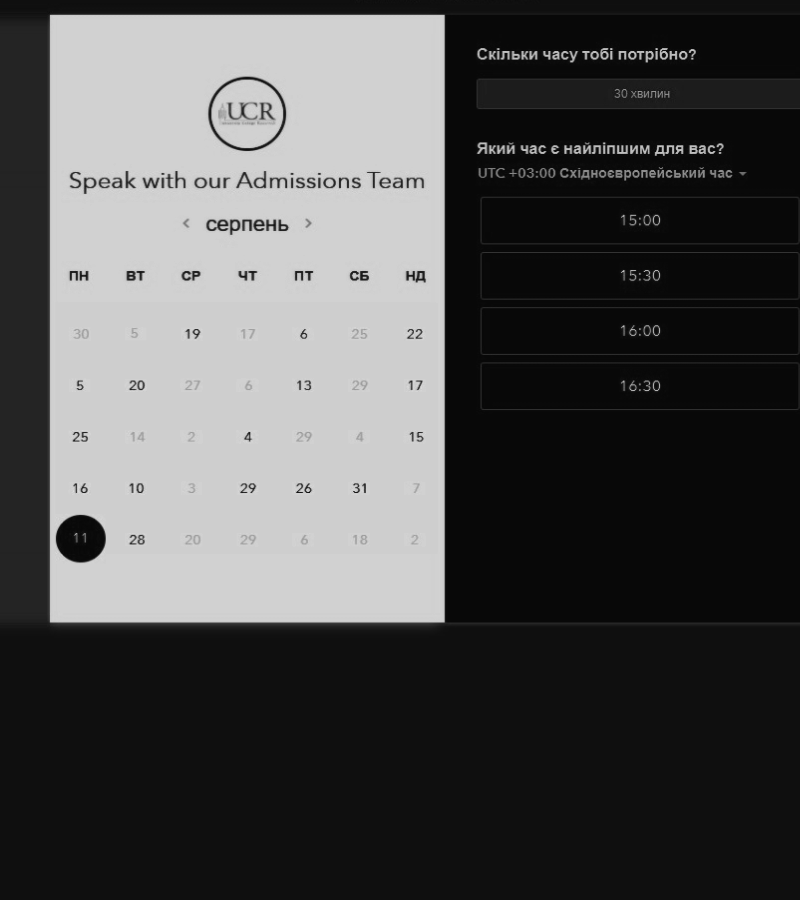 UCR
Speak with our Admissions Team
серпень
ПН ВТ СР ЧТ ПТ СБ НД
30 5 19 17 6 25 22
5 20 27 6 13 29 17
25 14 2 4 29 4 15
16 10 3 29 26 31 7
11 28 20 29 6 18 2
Скільки часу тобі потрібно?
30 хвилин
Який час є найліпшим для вас?
UTC +03:00 Східноєвропейський час
15:00
15:30
16:00
16:30